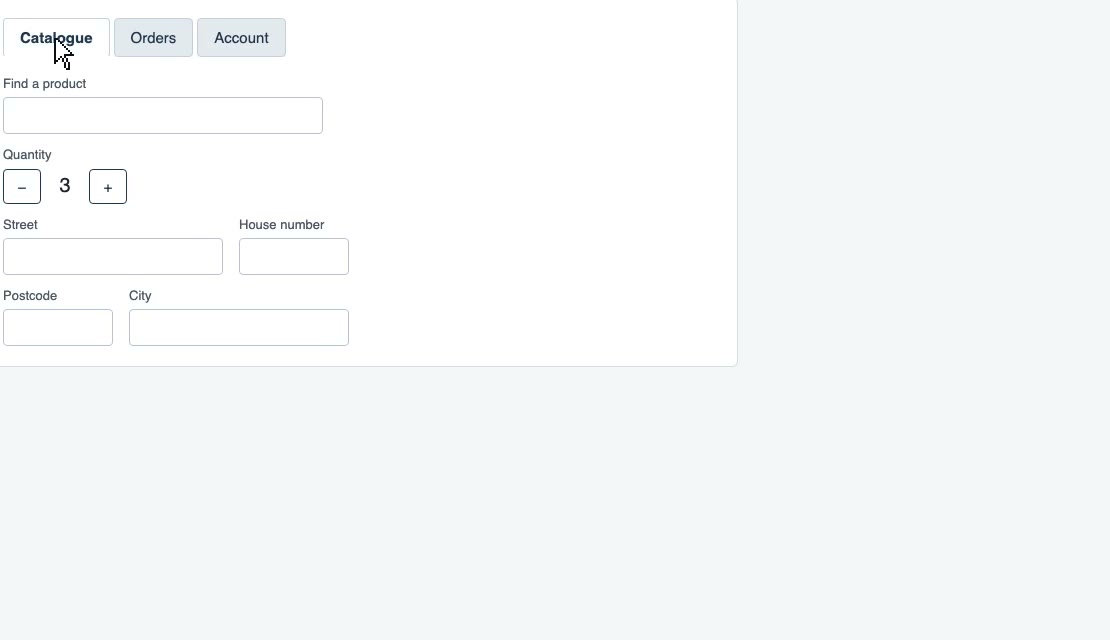 Catalogue Orders Account
Find a product
Quantity
– 3 +
Street House number
Postcode City